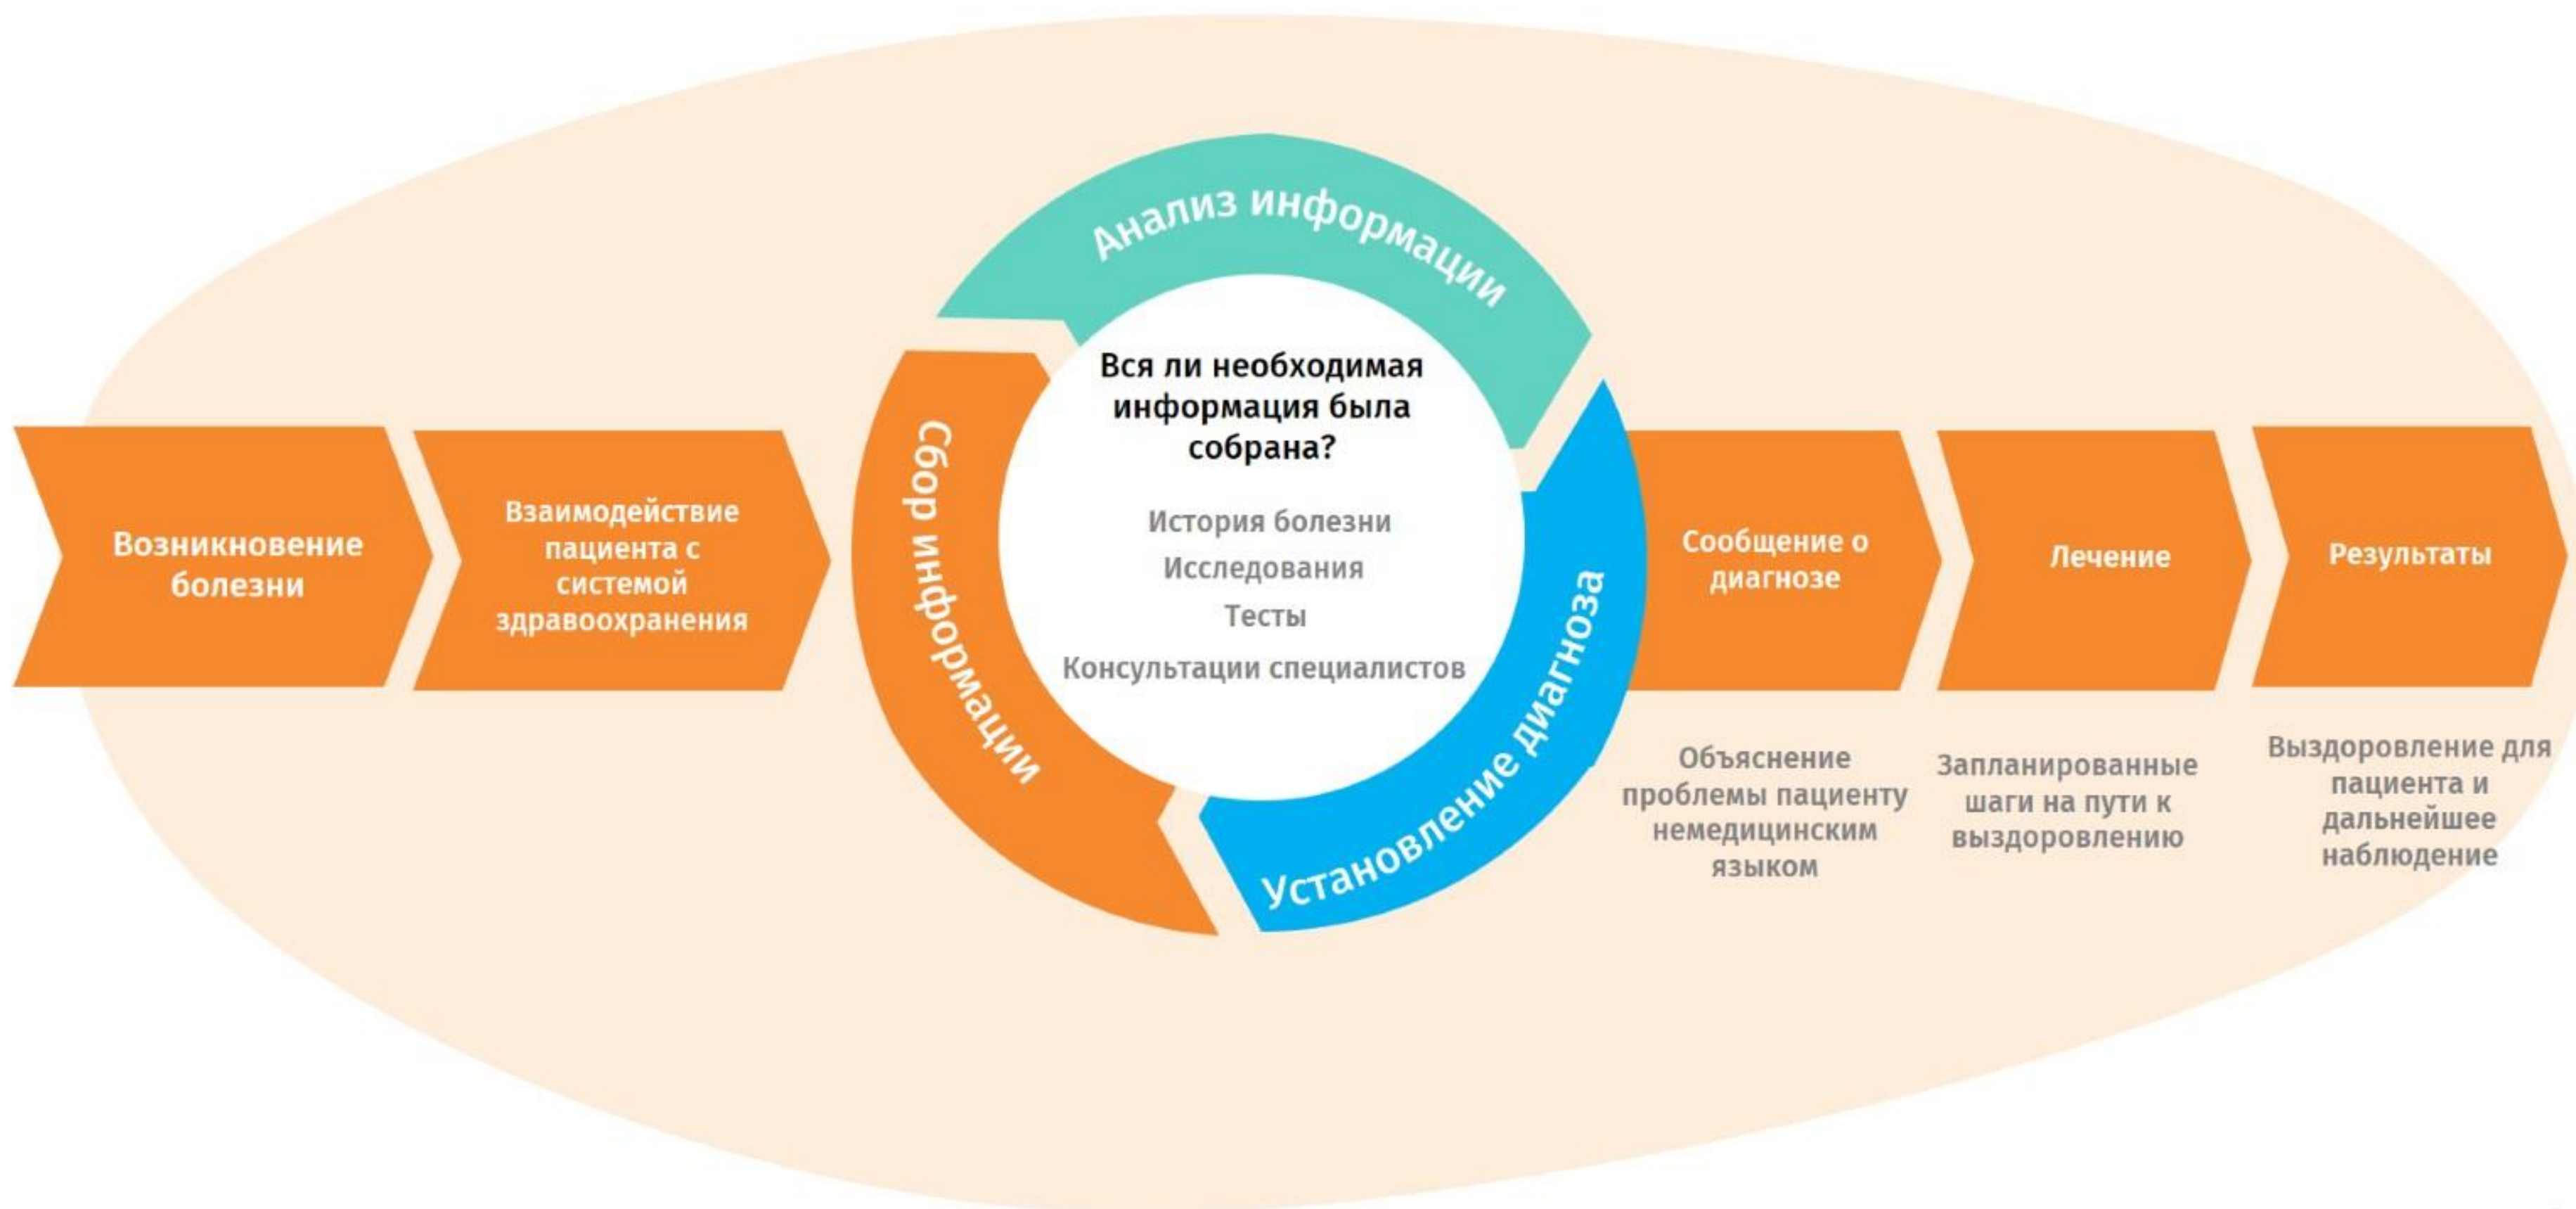 Возникновение
болезни
Взаимодействие
пациента с
системой
здравоохранения
Сбор информации
Анализ информации
Установление диагноза
Вся ли необходимая
информация была
собрана?
История болезни
Исследования
Тесты
Консультации специалистов
Сообщение о
диагнозе
Объяснение
проблемы пациенту
немедицинским
языком
Лечение
Запланированные
шаги на пути к
выздоровлению
Результаты
Выздоровление для
пациента и
дальнейшее
наблюдение